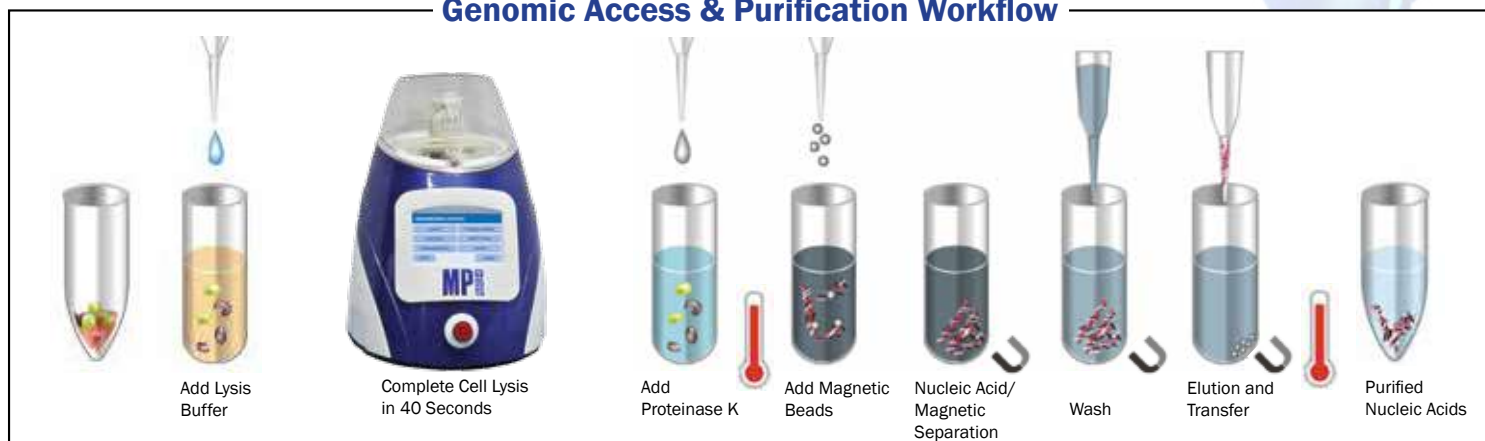 Genomic Access & Purification Workflow
MP
Add Lysis
Buffer
Complete Cell Lysis
in 40 Seconds
Add
Proteinase K
Add Magnetic
Beads
Nucleic Acid/
Magnetic
Separation
Wash
Elution and
Transfer
Purified
Nucleic Acids